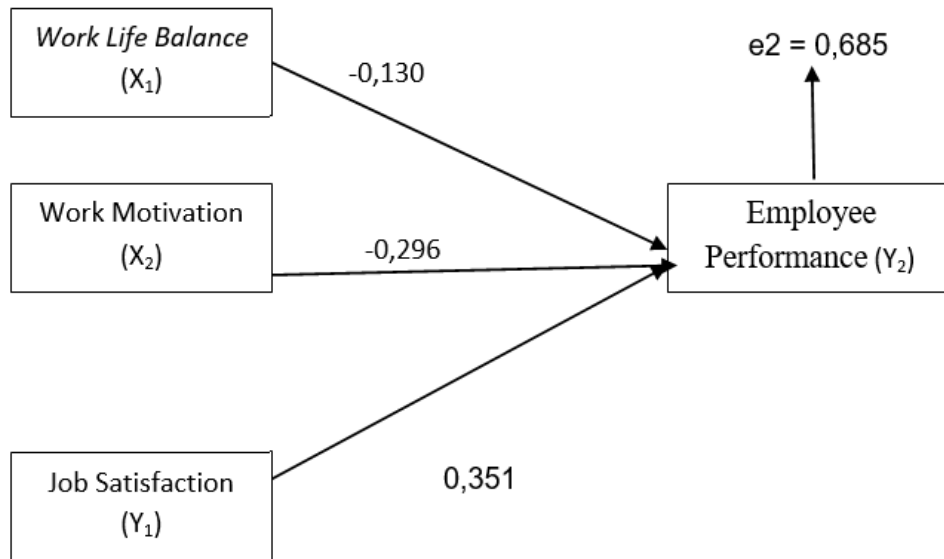 Work Life Balance
(X₁)
-0,130
e2 = 0,685
Work Motivation
(X₂)
-0,296
Employee
Performance (Y₂)
Job Satisfaction
(Y₁)
0,351